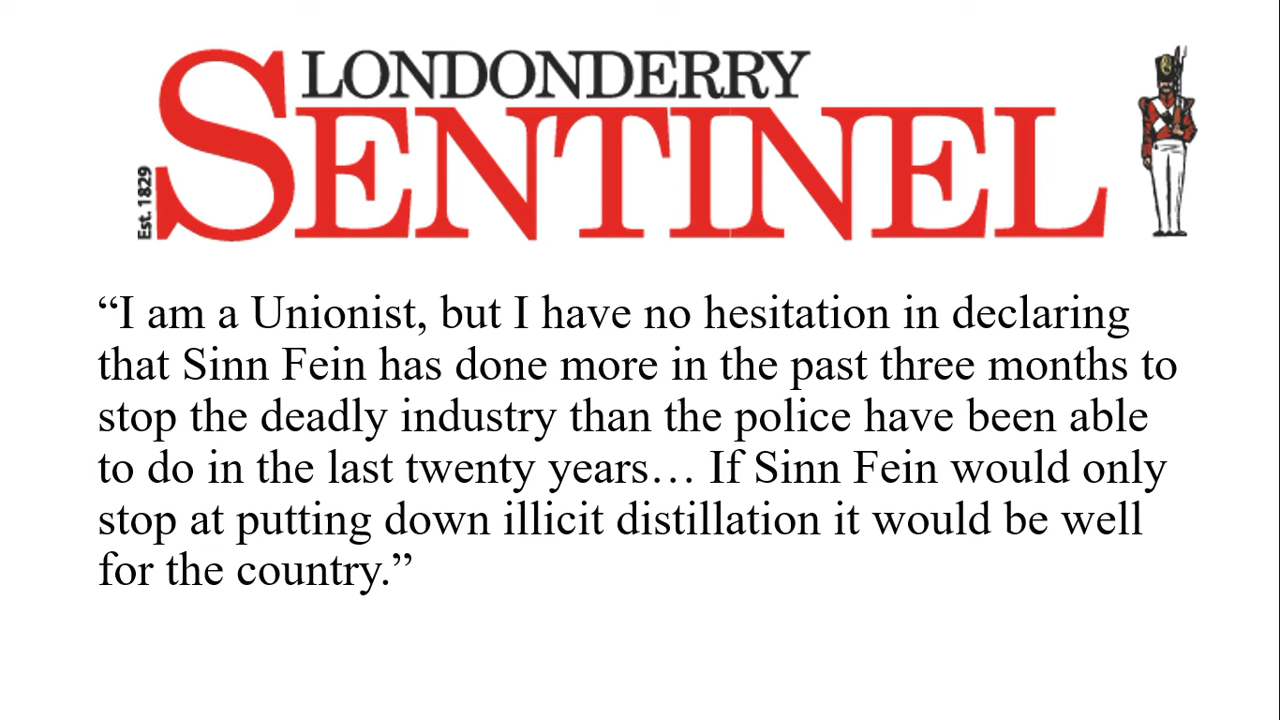 LONDONDERRY
SENTINEL
Est. 1829
“I am a Unionist, but I have no hesitation in declaring
that Sinn Fein has done more in the past three months to
stop the deadly industry than the police have been able
to do in the last twenty years… If Sinn Fein would only
stop at putting down illicit distillation it would be well
for the country.”